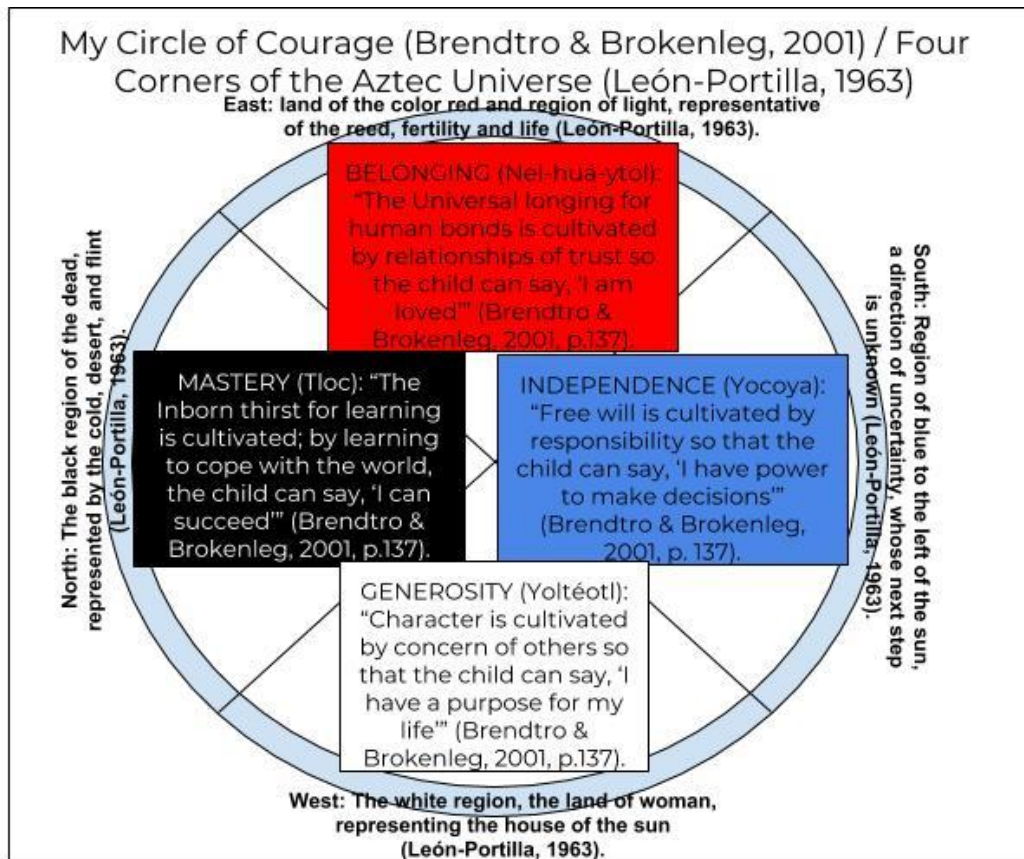 My Circle of Courage (Brendtro & Brokenleg, 2001) / Four
Corners of the Aztec Universe (León-Portilla, 1963)
East: land of the color red and region of light, representative
of the reed, fertility and life (León-Portilla, 1963).
BELONGING (Nel-hua-ytol):
“The Universal longing for
human bonds is cultivated
by relationships of trust so
the child can say, ‘I am
loved’” (Brendtro &
Brokenleg, 2001, p.137).
North: The black region of the dead,
represented by the cold, desert, and flint
(León-Portilla, 1963).
MASTERY (Tloc): “The
Inborn thirst for learning
is cultivated; by learning
to cope with the world,
the child can say, ‘I can
succeed’” (Brendtro &
Brokenleg, 2001, p.137).
INDEPENDENCE (Yocoya):
“Free will is cultivated by
responsibility so that the
child can say, ‘I have power
to make decisions’”
(Brendtro & Brokenleg,
2001, p. 137).
South: Region of blue to the left of the sun,
a direction of uncertainty, whose next step
is unknown (León-Portilla, 1963).
GENEROSITY (Yoltéotl):
“Character is cultivated
by concern of others so
that the child can say, ‘I
have a purpose for my
life’” (Brendtro &
Brokenleg, 2001, p.137).
West: The white region, the land of woman,
representing the house of the sun
(León-Portilla, 1963).